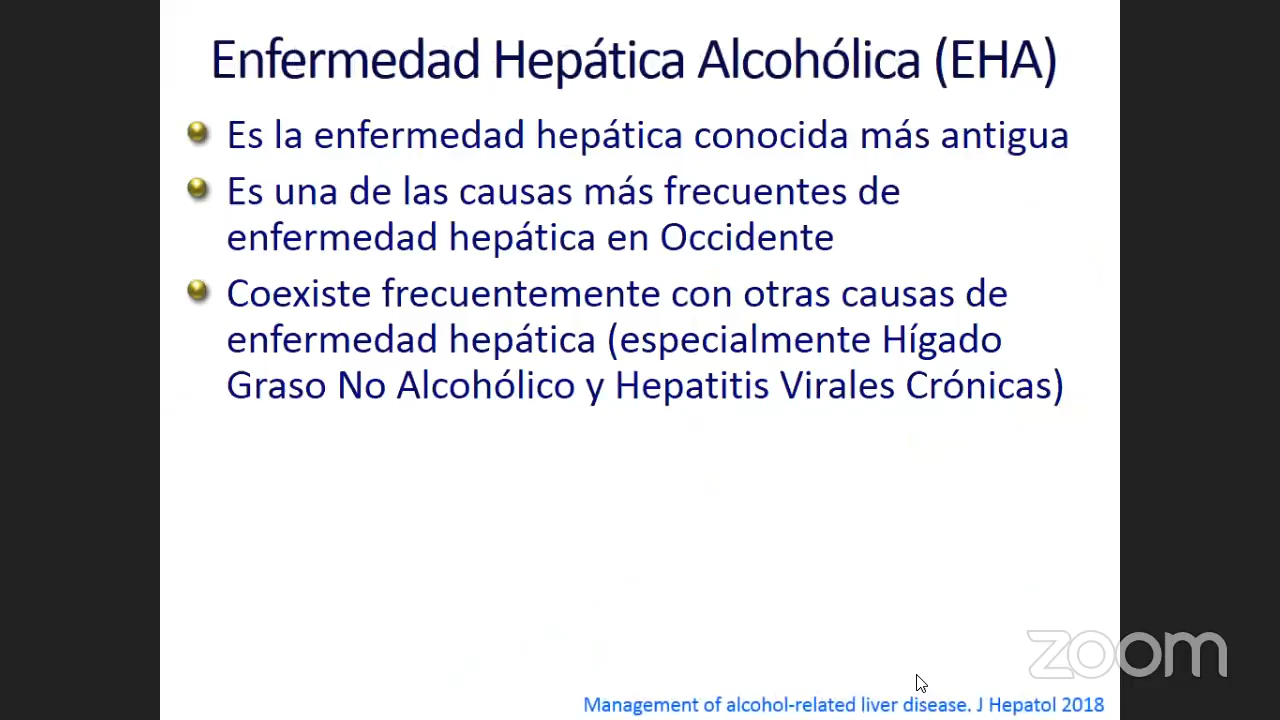 Enfermedad Hepática Alcohólica (EHA)
Es la enfermedad hepática conocida más antigua
Es una de las causas más frecuentes de
enfermedad hepática en Occidente
Coexiste frecuentemente con otras causas de
enfermedad hepática (especialmente Hígado
Graso No Alcohólico y Hepatitis Virales Crónicas)
zoom
Management of alcohol-related liver disease. J Hepatol 2018